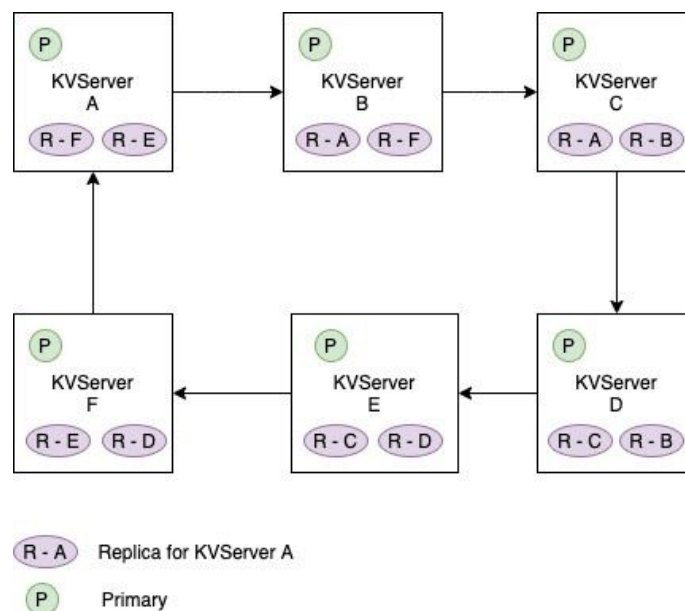 P
KVServer
A
R - F R - E
P
KVServer
B
R - A R - F
P
KVServer
C
R - A R - B
P
KVServer
F
R - E R - D
P
KVServer
E
R - C R - D
P
KVServer
D
R - C R - B
R - A Replica for KVServer A
P Primary